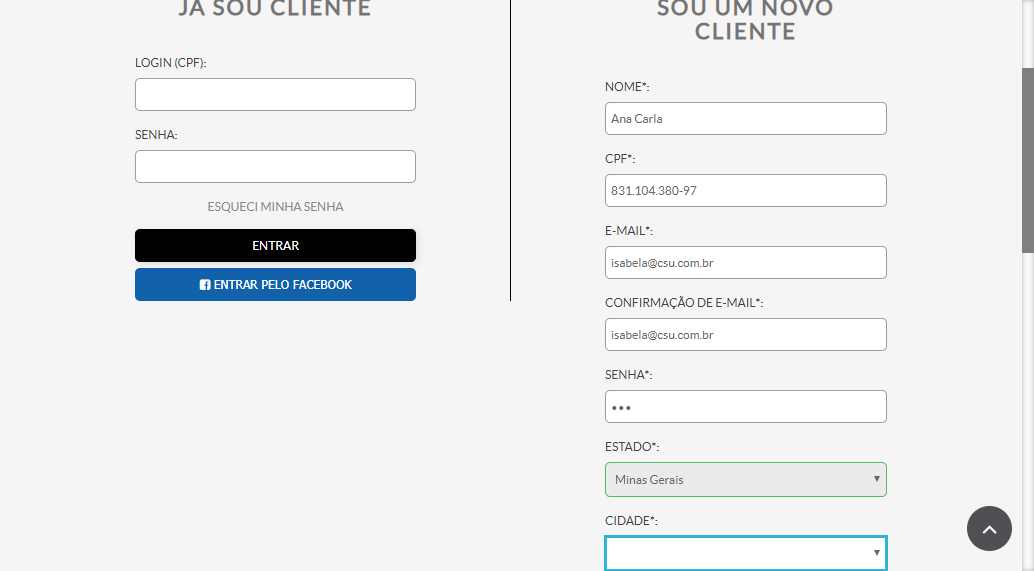 JÁ SOU CLIENTE
LOGIN (CPF):
SENHA:
ESQUECI MINHA SENHA
ENTRAR
ENTRAR PELO FACEBOOK
SOU UM NOVO
CLIENTE
NOME*:
Ana Carla
CPF*:
831.104.380-97
E-MAIL*:
isabela@csu.com.br
CONFIRMAÇÃO DE E-MAIL*:
isabela@csu.com.br
SENHA*:
•••
ESTADO*:
Minas Gerais
CIDADE*: